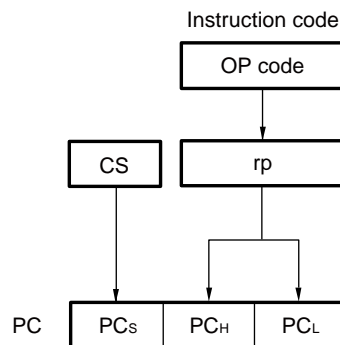 Instruction code
OP code
CS
rp
PC
PCS
PCH
PCL